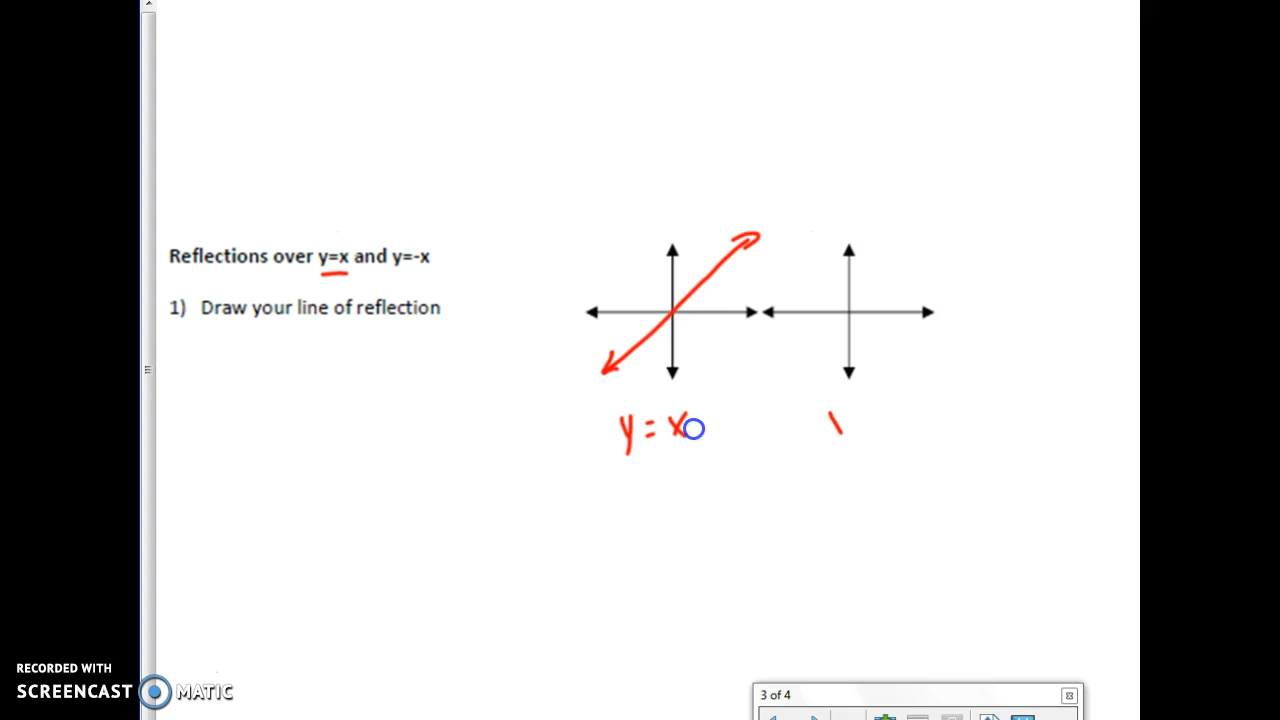 Reflections over y=x and y=-x
1) Draw your line of reflection
y = x
RECORDED WITH
SCREENCAST MATIC
3 of 4